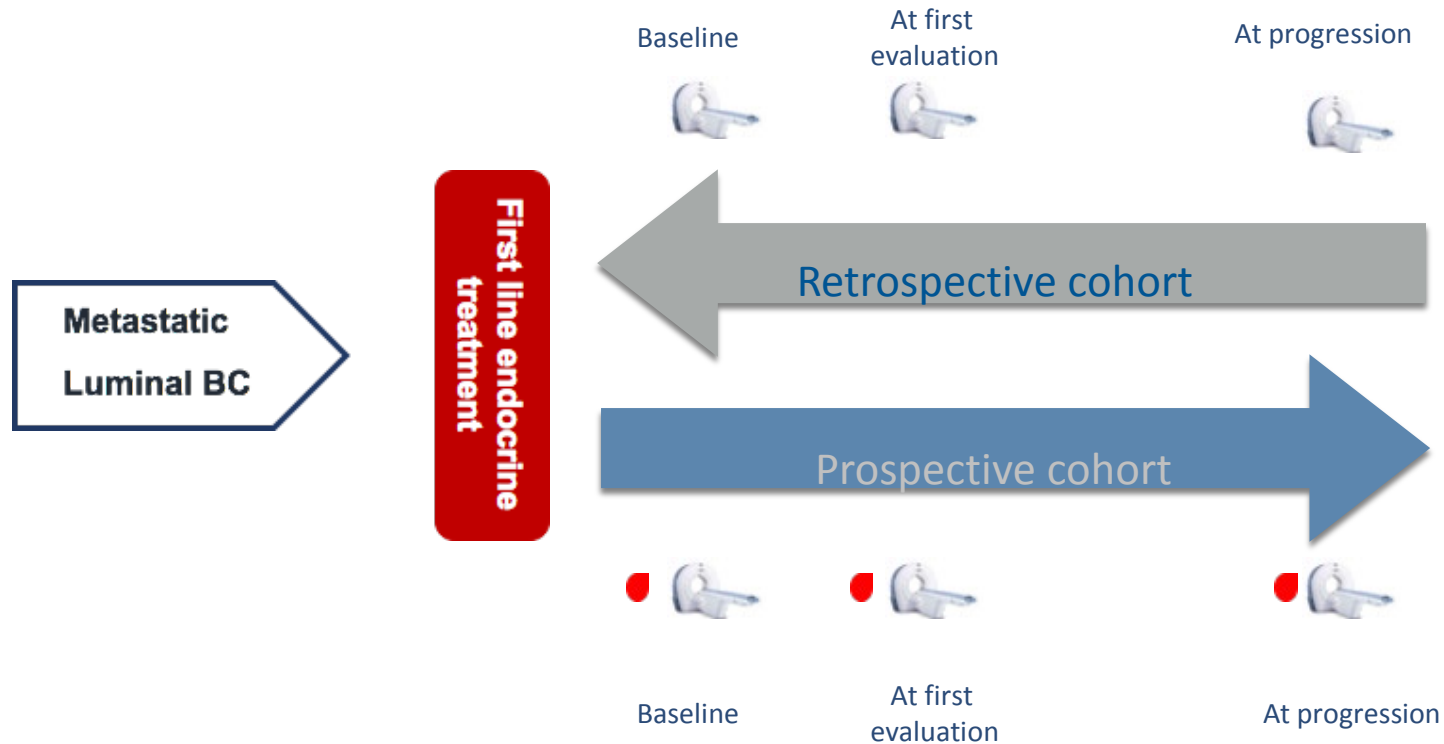 Baseline
At first
evaluation
At progression
Metastatic
Luminal BC
First line endocrine
treatment
Retrospective cohort
Prospective cohort
Baseline
At first
evaluation
At progression